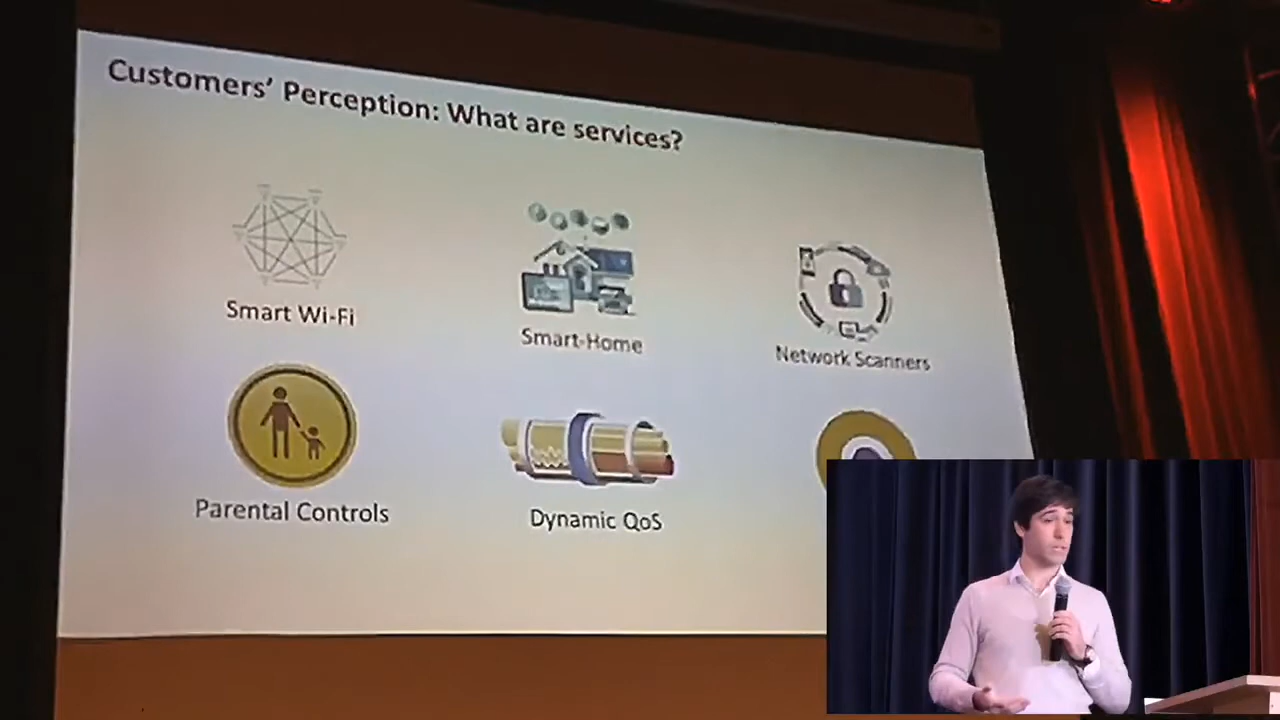 Customers' Perception: What are services?
Smart Wi-Fi
Smart-Home
Network Scanners
Parental Controls
Dynamic QoS